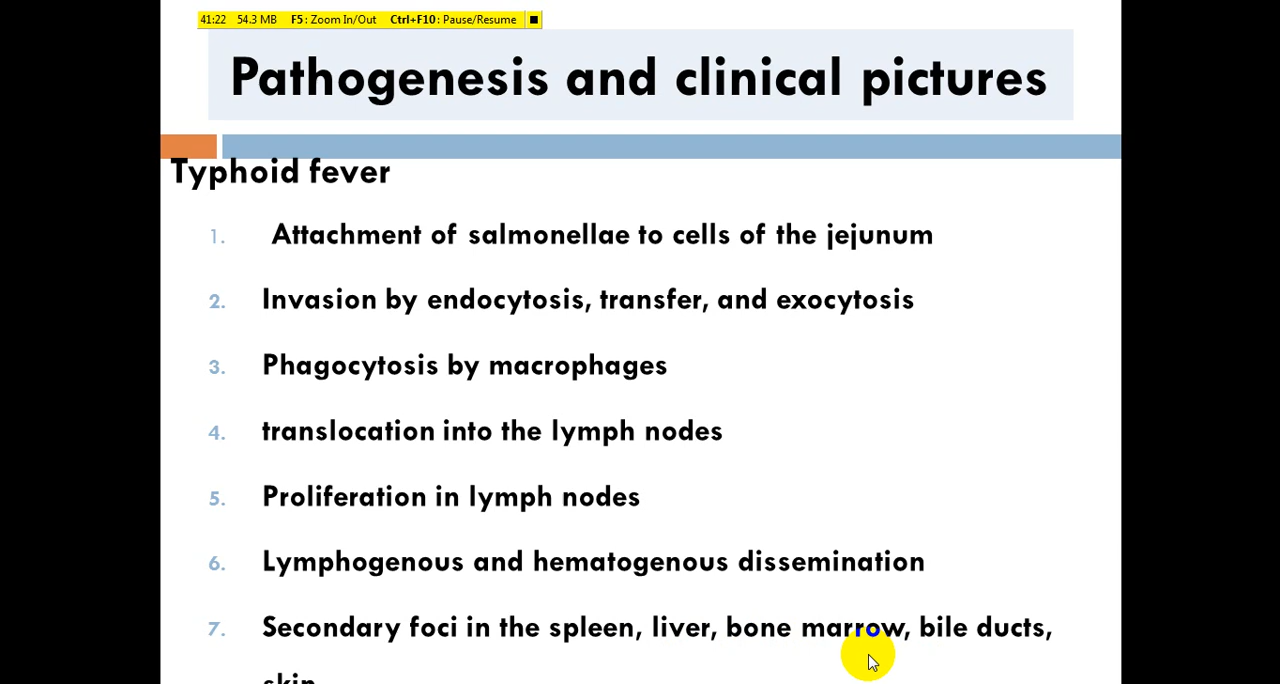 41:22 54.3 MB F5: Zoom In/Out Ctrl+F10: Pause/Resume
Pathogenesis and clinical pictures
Typhoid fever
1. Attachment of salmonellae to cells of the jejunum
2. Invasion by endocytosis, transfer, and exocytosis
3. Phagocytosis by macrophages
4. translocation into the lymph nodes
5. Proliferation in lymph nodes
6. Lymphogenous and hematogenous dissemination
7. Secondary foci in the spleen, liver, bone marrow, bile ducts,
skin